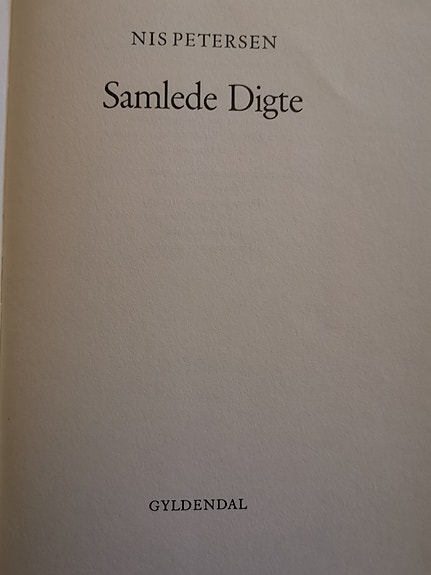 NIS PETERSEN
Samlede Digte
GYLDENDAL